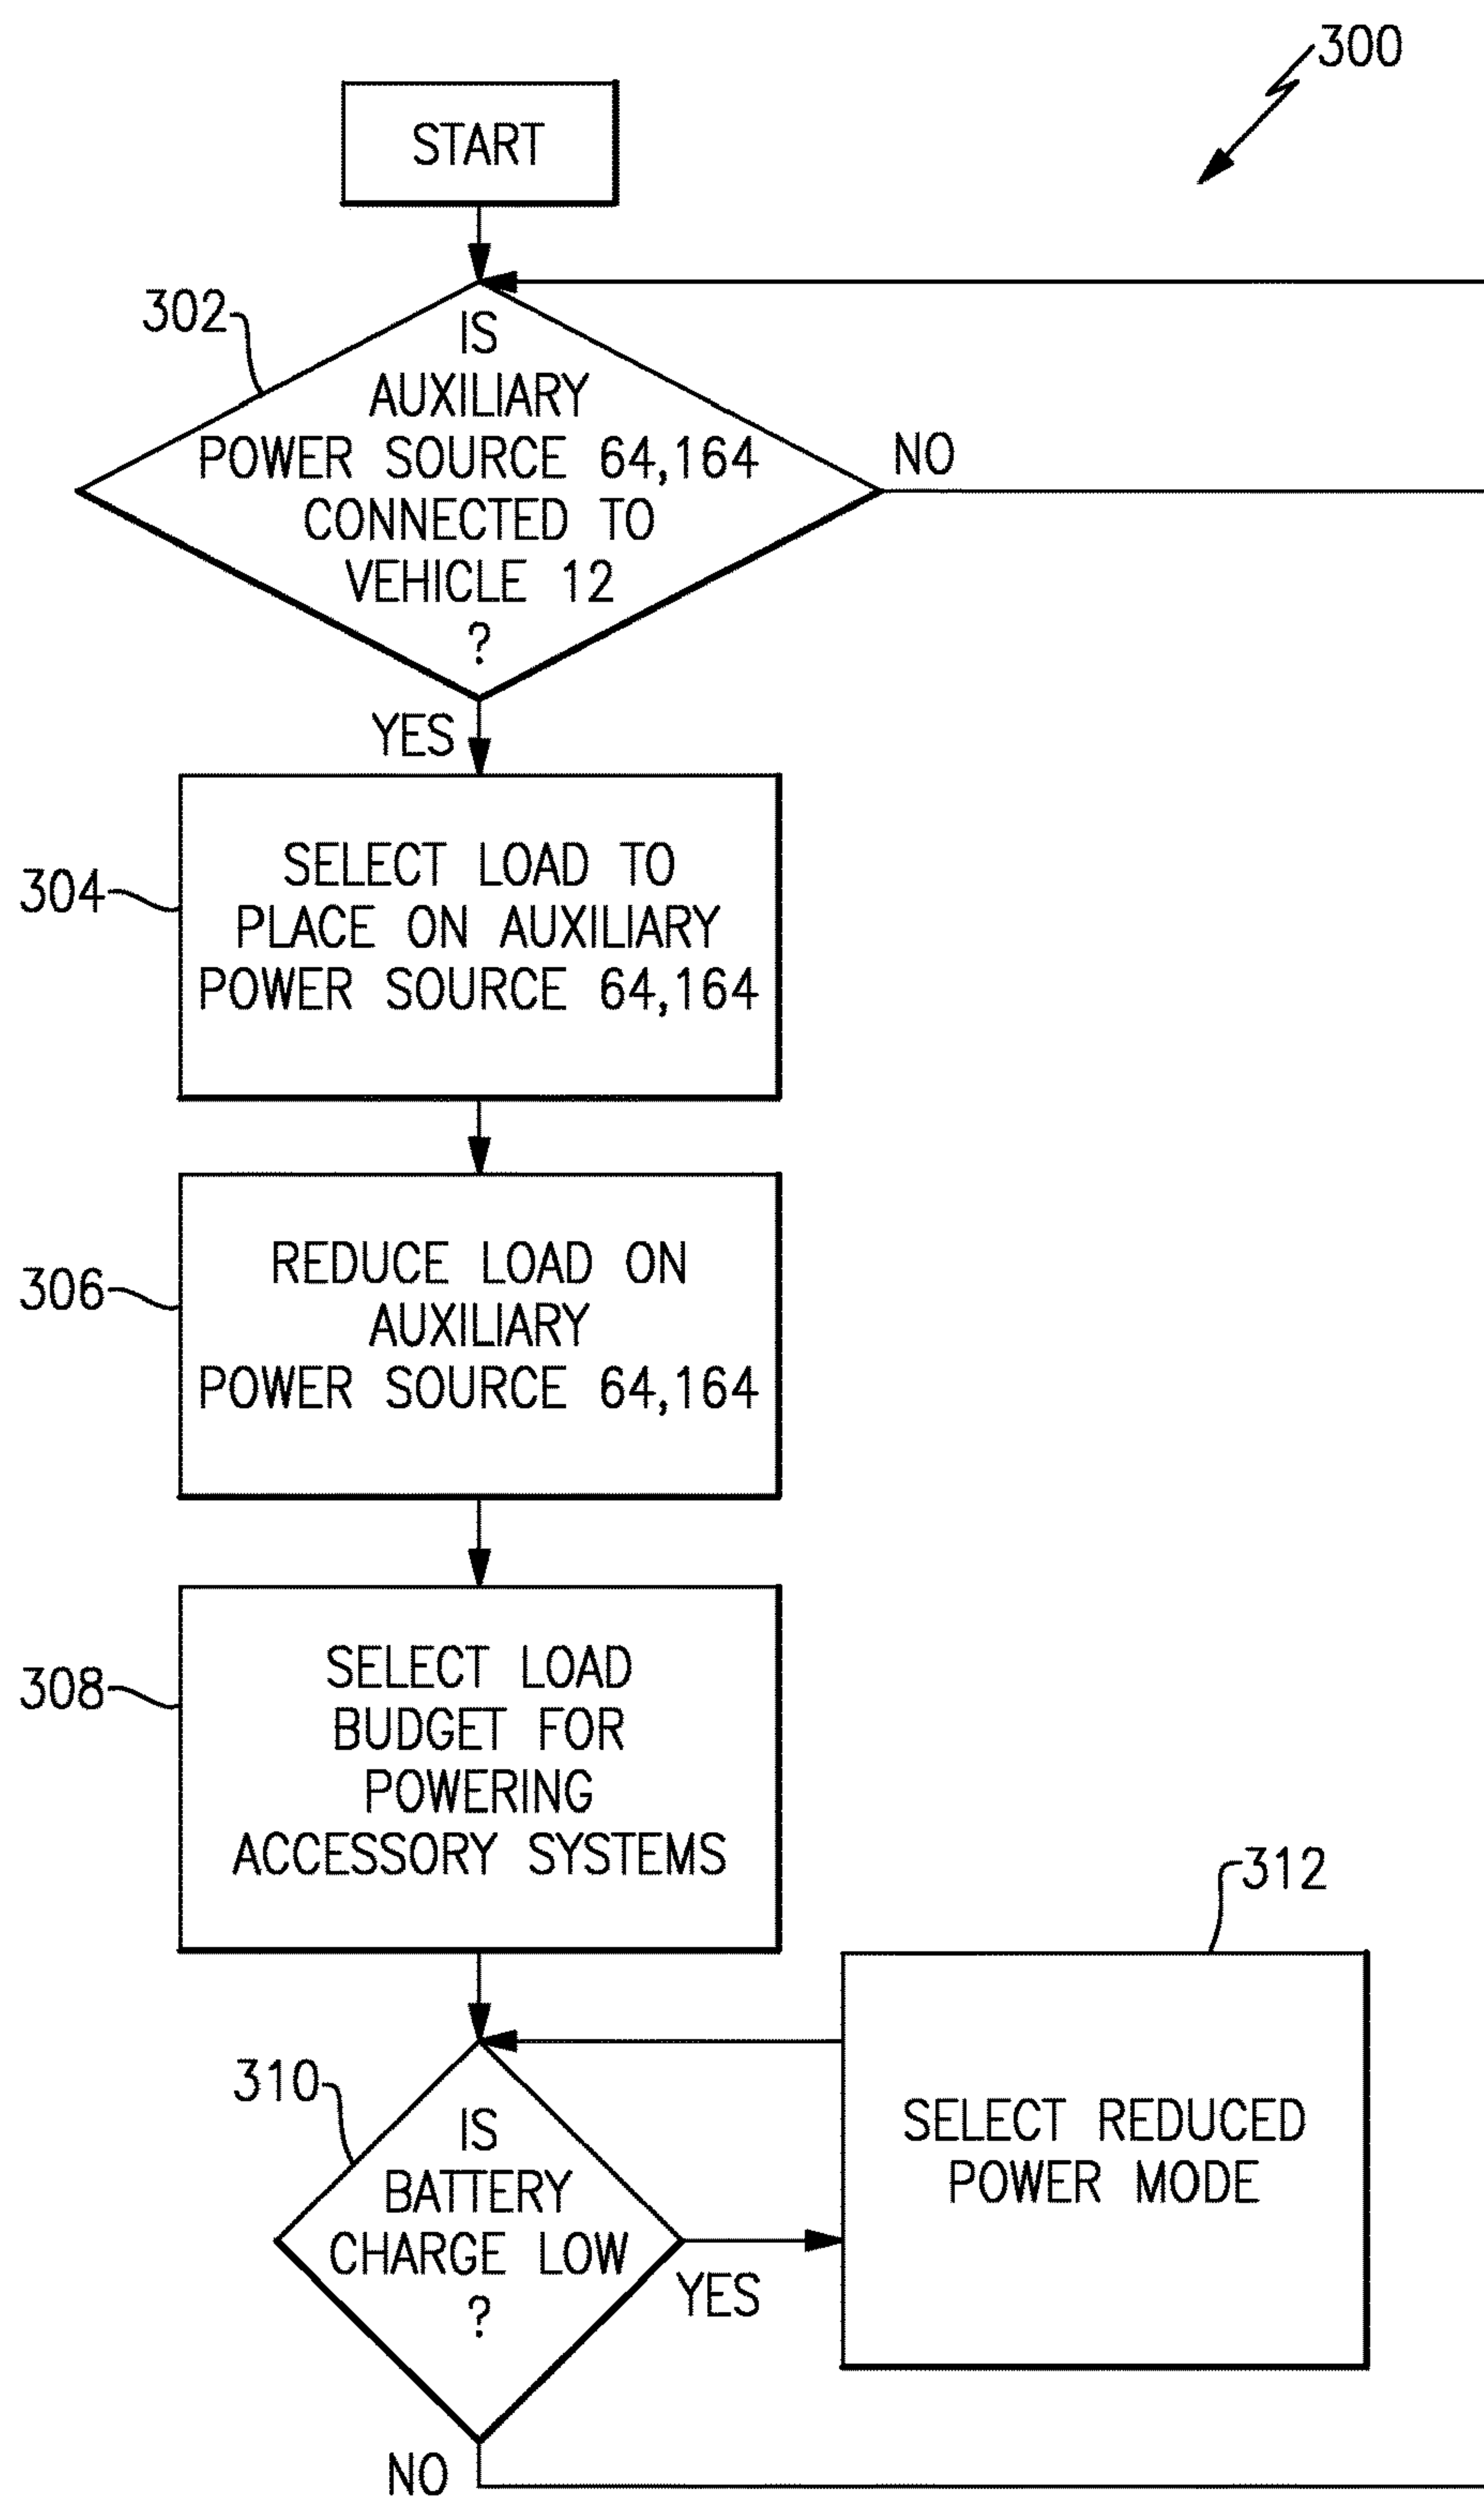 300
START
302
IS
AUXILIARY
POWER SOURCE 64,164
CONNECTED TO
VEHICLE 12
?
NO
YES
304
SELECT LOAD TO
PLACE ON AUXILIARY
POWER SOURCE 64,164
306
REDUCE LOAD ON
AUXILIARY
POWER SOURCE 64,164
308
SELECT LOAD
BUDGET FOR
POWERING
ACCESSORY SYSTEMS
312
310
IS
BATTERY
CHARGE LOW
?
YES
SELECT REDUCED
POWER MODE
NO